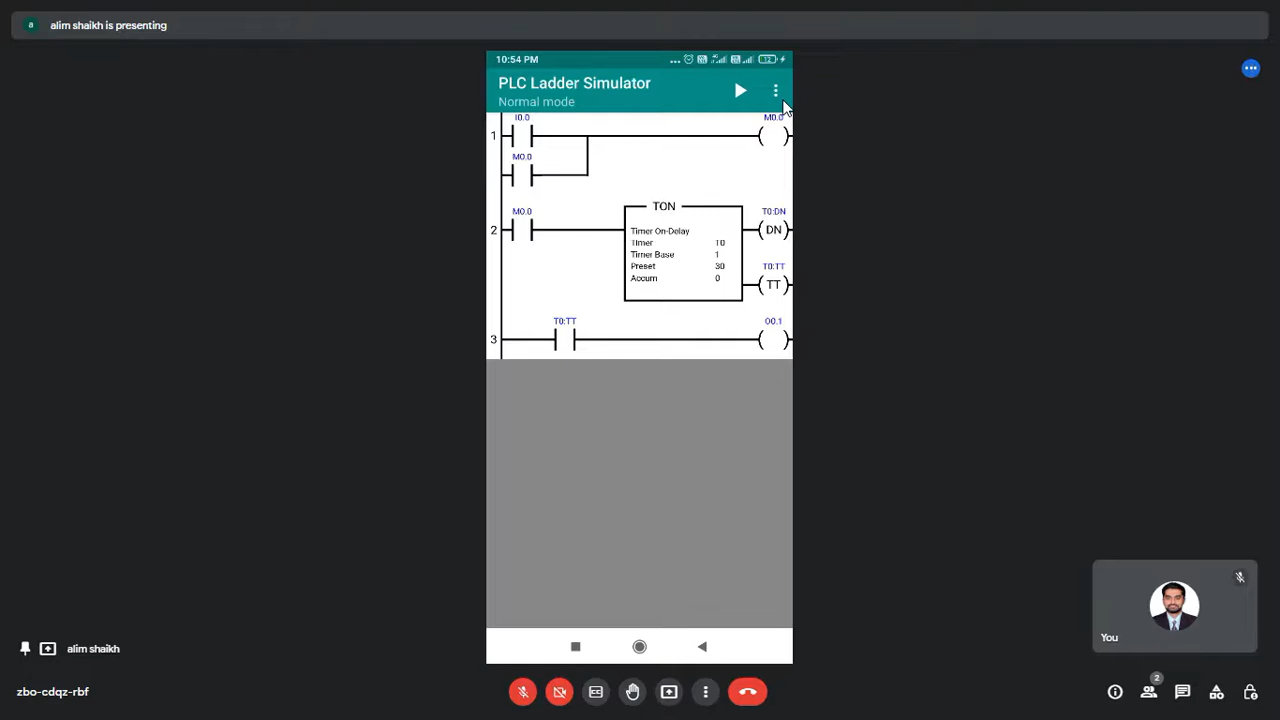 a alim shaikh is presenting
10:54 PM 12
PLC Ladder Simulator
Normal mode
I0.0 M0.0
1
M0.0
TON
M0.0 T0:DN
2 Timer On-Delay DN
Timer T0
Timer Base 1
Preset 30 T0:TT
Accum 0 TT
T0:TT O0.1
3
You
alim shaikh
zbo-cdqz-rbf
2